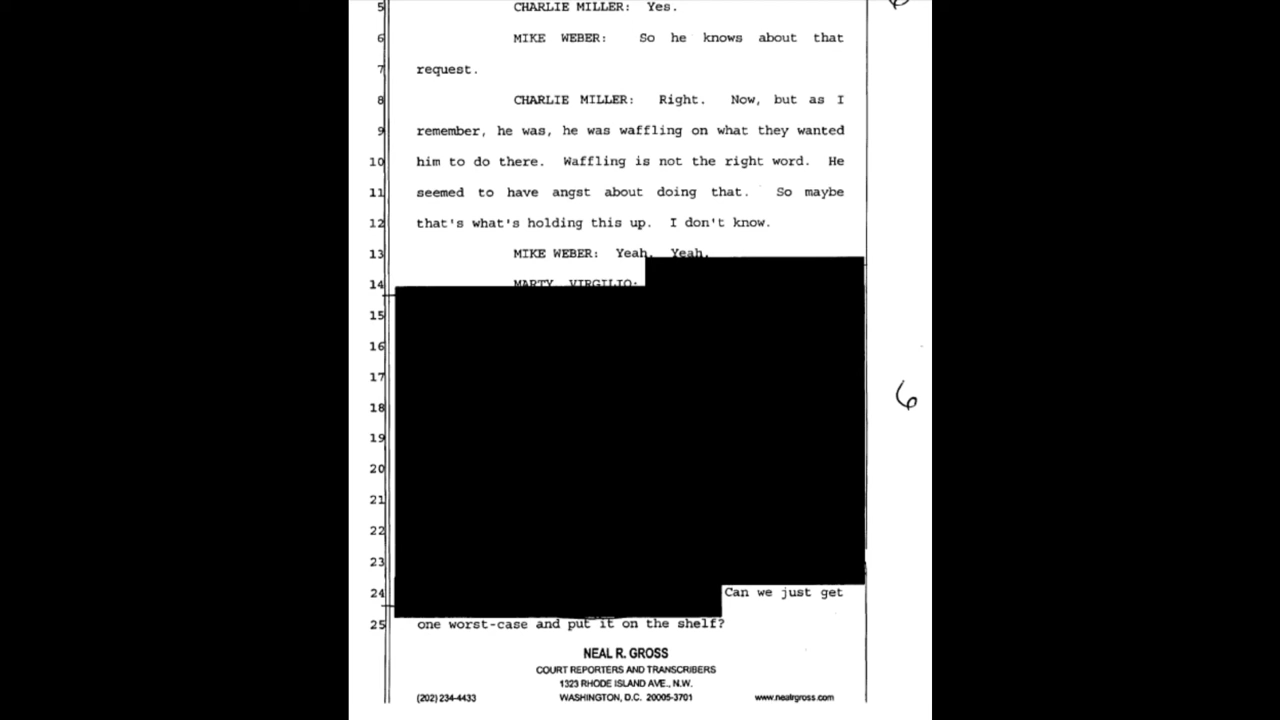 5 CHARLIE MILLER: Yes.
6 MIKE WEBER: So he knows about that
7 request.
8 CHARLIE MILLER: Right. Now, but as I
9 remember, he was, he was waffling on what they wanted
10 him to do there. Waffling is not the right word. He
11 seemed to have angst about doing that. So maybe
12 that's what's holding this up. I don't know.
13 MIKE WEBER: Yeah. Yeah.
14 MARTY VIRGILIO:
15
16
17
6
18
19
20
21
22
23
24 Can we just get
25 one worst-case and put it on the shelf?
NEAL R. GROSS
COURT REPORTERS AND TRANSCRIBERS
1323 RHODE ISLAND AVE., N.W.
(202) 234-4433 WASHINGTON, D.C. 20005-3701 www.nealrgross.com